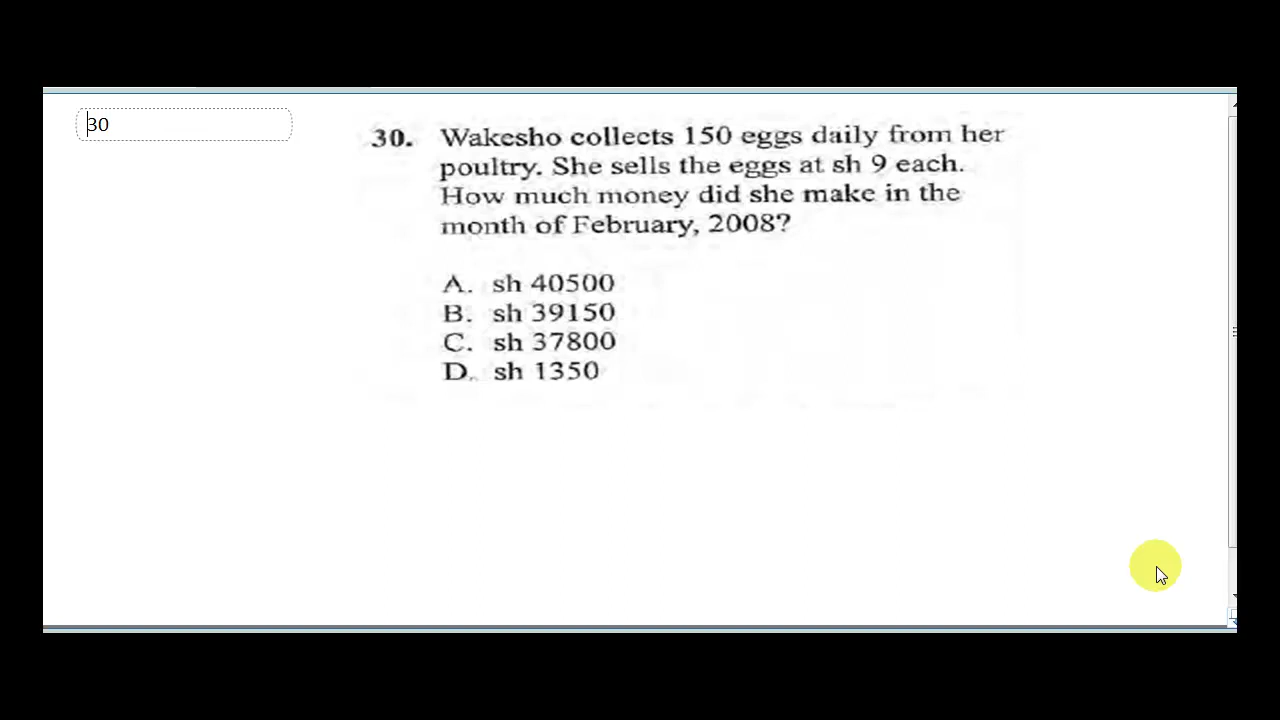 30
30. Wakesho collects 150 eggs daily from her
poultry. She sells the eggs at sh 9 each.
How much money did she make in the
month of February, 2008?
A. sh 40500
B. sh 39150
C. sh 37800
D. sh 1350